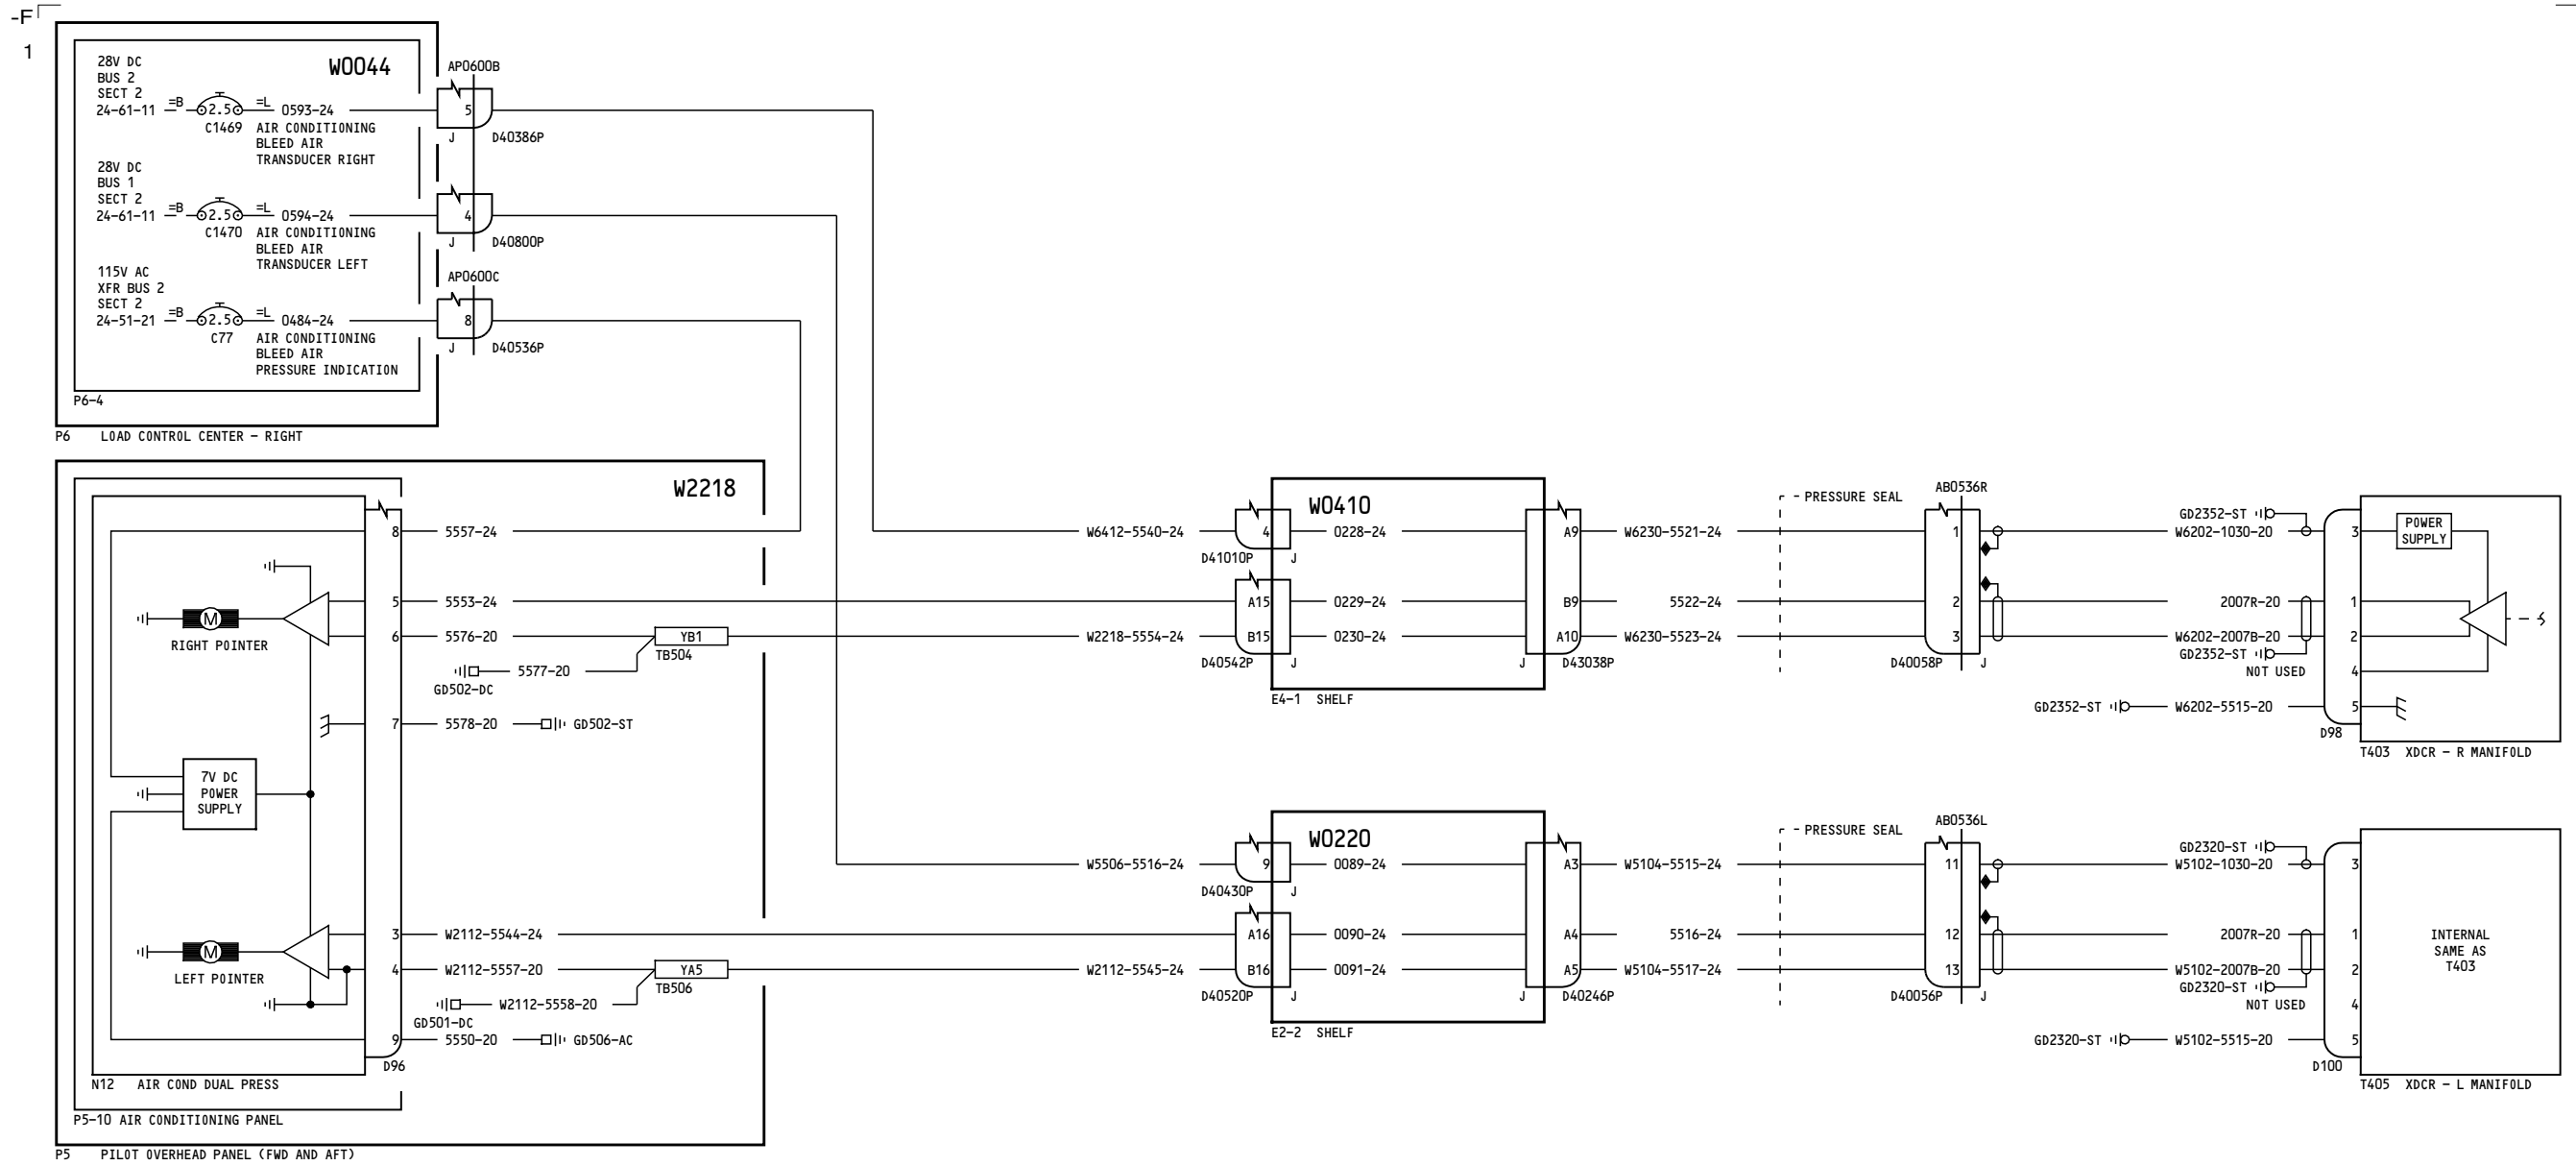 -F
1
28V DC
BUS 2
SECT 2
24-61-11
=B
2.5
C1469
=L
0593-24
AIR CONDITIONING
BLEED AIR
TRANSDUCER RIGHT
W0044
AP0600B
5
J
D40386P
28V DC
BUS 1
SECT 2
24-61-11
=B
2.5
C1470
=L
0594-24
AIR CONDITIONING
BLEED AIR
TRANSDUCER LEFT
4
J
D40800P
115V AC
XFR BUS 2
SECT 2
24-51-21
=B
2.5
C77
=L
0484-24
AIR CONDITIONING
BLEED AIR
PRESSURE INDICATION
AP0600C
8
J
D40536P
P6-4
P6 LOAD CONTROL CENTER - RIGHT
W2218
8
5557-24
5
5553-24
6
5576-20
YB1
TB504
M
RIGHT POINTER
5577-20
GD502-DC
7
5578-20
GD502-ST
7V DC
POWER
SUPPLY
M
LEFT POINTER
3
W2112-5544-24
4
W2112-5557-20
YA5
TB506
W2112-5558-20
GD501-DC
9
5550-20
GD506-AC
D96
N12 AIR COND DUAL PRESS
P5-10 AIR CONDITIONING PANEL
P5 PILOT OVERHEAD PANEL (FWD AND AFT)
W6412-5540-24
4
D41010P
J
W0410
0228-24
A9
W6230-5521-24
A15
0229-24
B9
5522-24
W2218-5554-24
B15
0230-24
A10
W6230-5523-24
D40542P
J
J
D43038P
E4-1 SHELF
PRESSURE SEAL
AB0536R
1
2
3
D40058P
J
GD2352-ST
W6202-1030-20
3
2007R-20
1
W6202-2007B-20
2
GD2352-ST
NOT USED
4
GD2352-ST
W6202-5515-20
5
D98
POWER
SUPPLY
T403 XDCR - R MANIFOLD
W5506-5516-24
9
D40430P
J
W0220
0089-24
A3
W5104-5515-24
A16
0090-24
A4
5516-24
W2112-5545-24
B16
0091-24
A5
W5104-5517-24
D40520P
J
J
D40246P
E2-2 SHELF
PRESSURE SEAL
AB0536L
11
12
13
D40056P
J
GD2320-ST
W5102-1030-20
3
2007R-20
1
W5102-2007B-20
2
GD2320-ST
NOT USED
4
GD2320-ST
W5102-5515-20
5
D100
INTERNAL
SAME AS
T403
T405 XDCR - L MANIFOLD